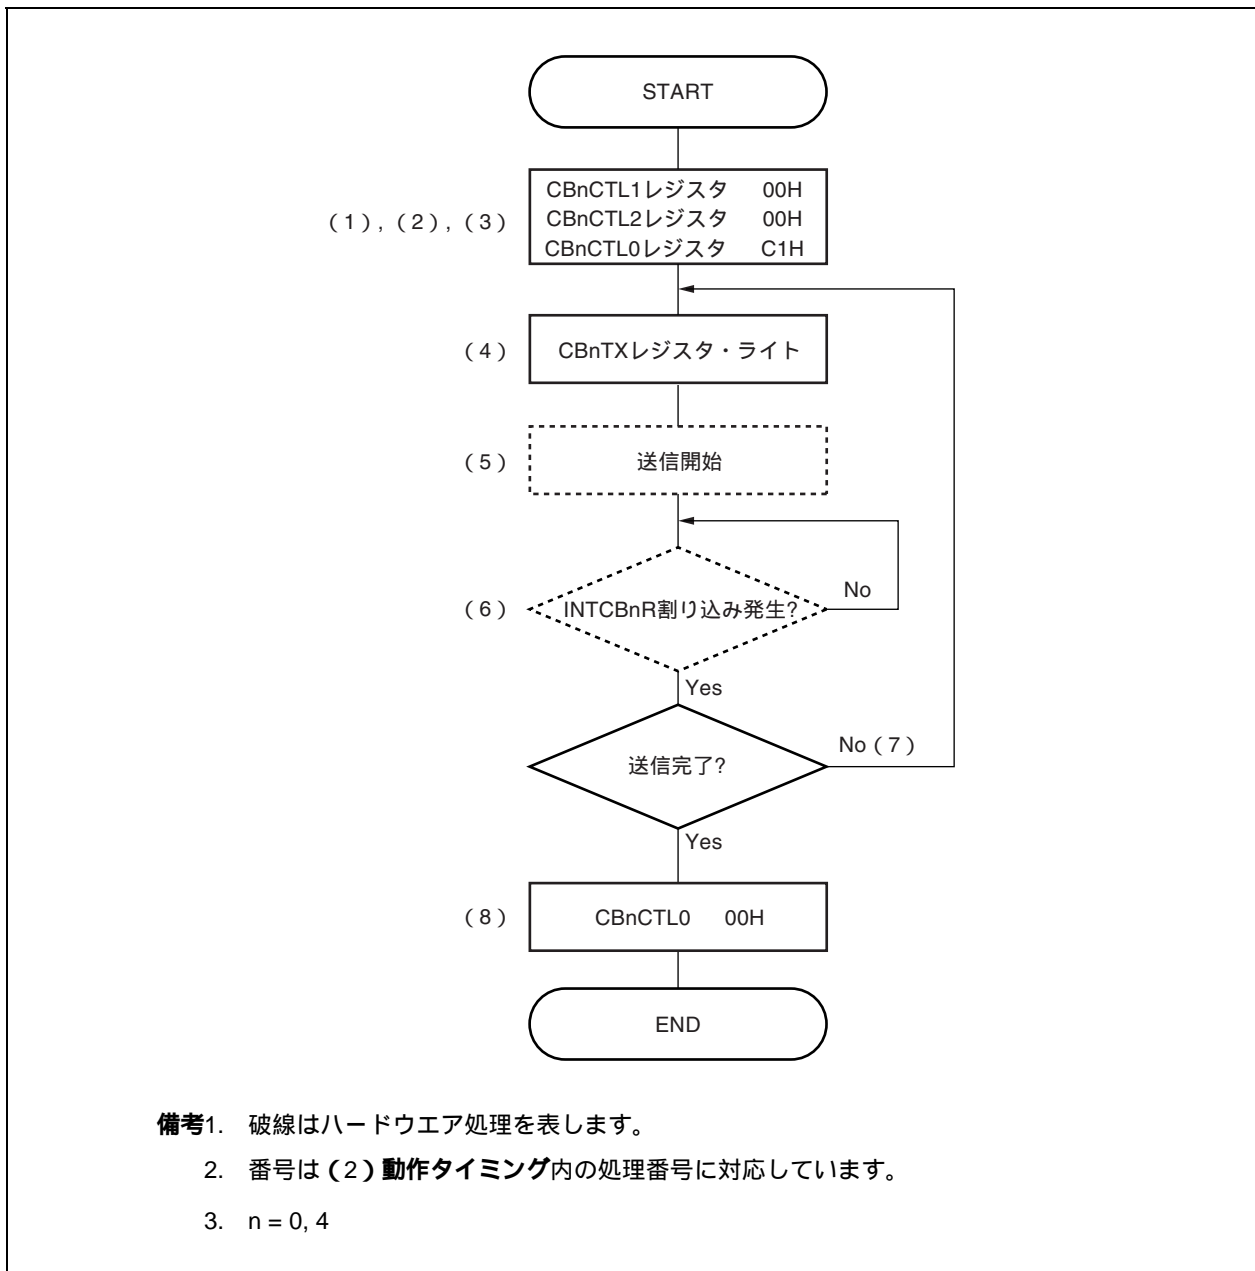 START
CBnCTL1レジスタ 00H
CBnCTL2レジスタ 00H
(1), (2), (3)
CBnCTL0レジスタ C1H
(4)
CBnTXレジスタ・ライト
(5)
送信開始
(6)
INTCBnR割り込み発生?
No
Yes
送信完了?
No(7)
Yes
(8)
CBnCTL0 00H
END
備考1. 破線はハードウエア処理を表します。
2. 番号は(2)動作タイミング内の処理番号に対応しています。
3. n = 0, 4